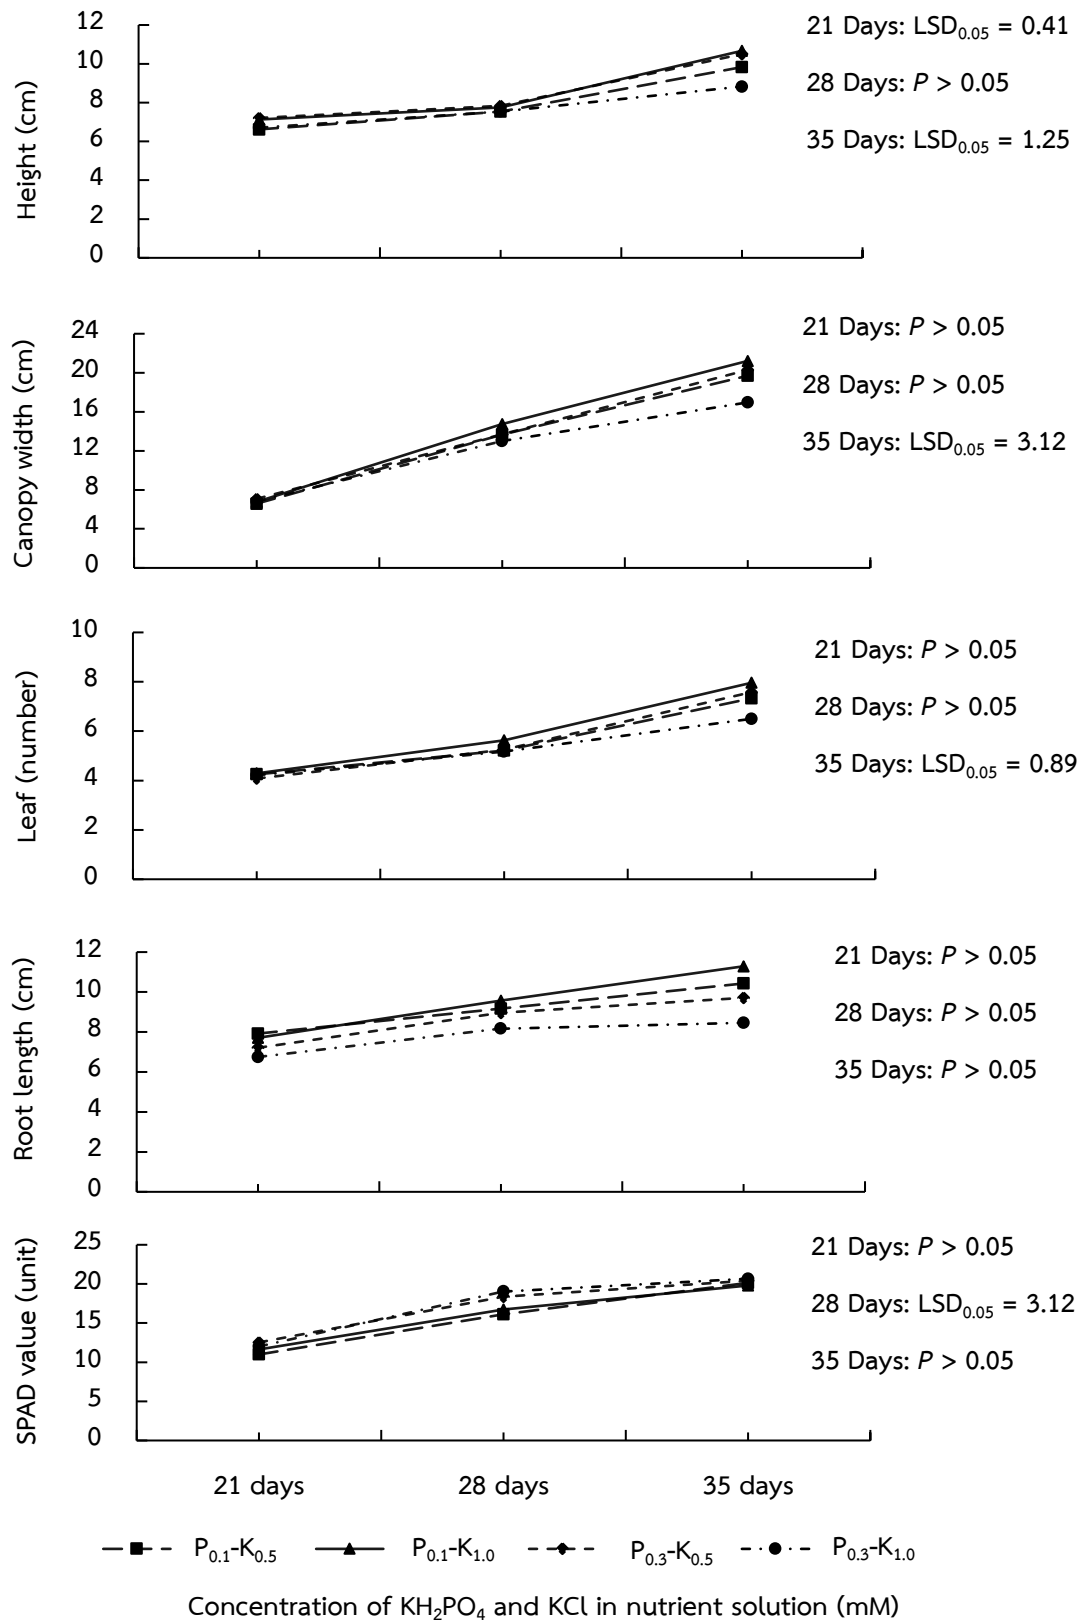 Height (cm)
12
10
8
6
4
2
0
21 Days: LSD0.05 = 0.41
28 Days: P > 0.05
35 Days: LSD0.05 = 1.25
Canopy width (cm)
24
20
16
12
8
4
0
21 Days: P > 0.05
28 Days: P > 0.05
35 Days: LSD0.05 = 3.12
Leaf (number)
10
8
6
4
2
0
21 Days: P > 0.05
28 Days: P > 0.05
35 Days: LSD0.05 = 0.89
Root length (cm)
12
10
8
6
4
2
0
21 Days: P > 0.05
28 Days: P > 0.05
35 Days: P > 0.05
SPAD value (unit)
25
20
15
10
5
0
21 Days: P > 0.05
28 Days: LSD0.05 = 3.12
35 Days: P > 0.05
21 days 28 days 35 days
P0.1-K0.5 P0.1-K1.0 P0.3-K0.5 P0.3-K1.0
Concentration of KH2PO4 and KCl in nutrient solution (mM)